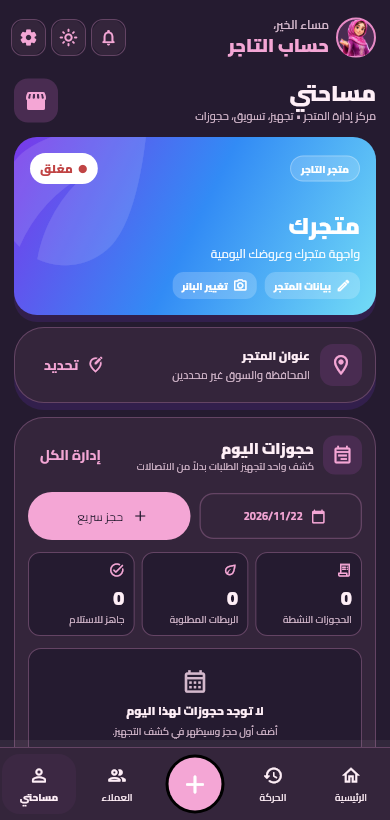 مساء الخير،
حساب التاجر
مساحتي
مركز إدارة المتجر • تجهيز، تسويق، حجوزات
متجر التاجر
مغلق
متجرك
واجهة متجرك وعروضك اليومية
بيانات المتجر
تغيير البانر
عنوان المتجر
المحافظة والسوق غير محددين
تحديد
حجوزات اليوم
كشف واحد لتجهيز الطلبات بدلاً من الاتصالات
إدارة الكل
2026/11/22
حجز سريع
0
الحجوزات النشطة
0
الربطات المطلوبة
0
جاهز للاستلام
لا توجد حجوزات لهذا اليوم
أضف أول حجز وسيظهر في كشف التجهيز.
الرئيسية
الحركة
العملاء
مساحتي